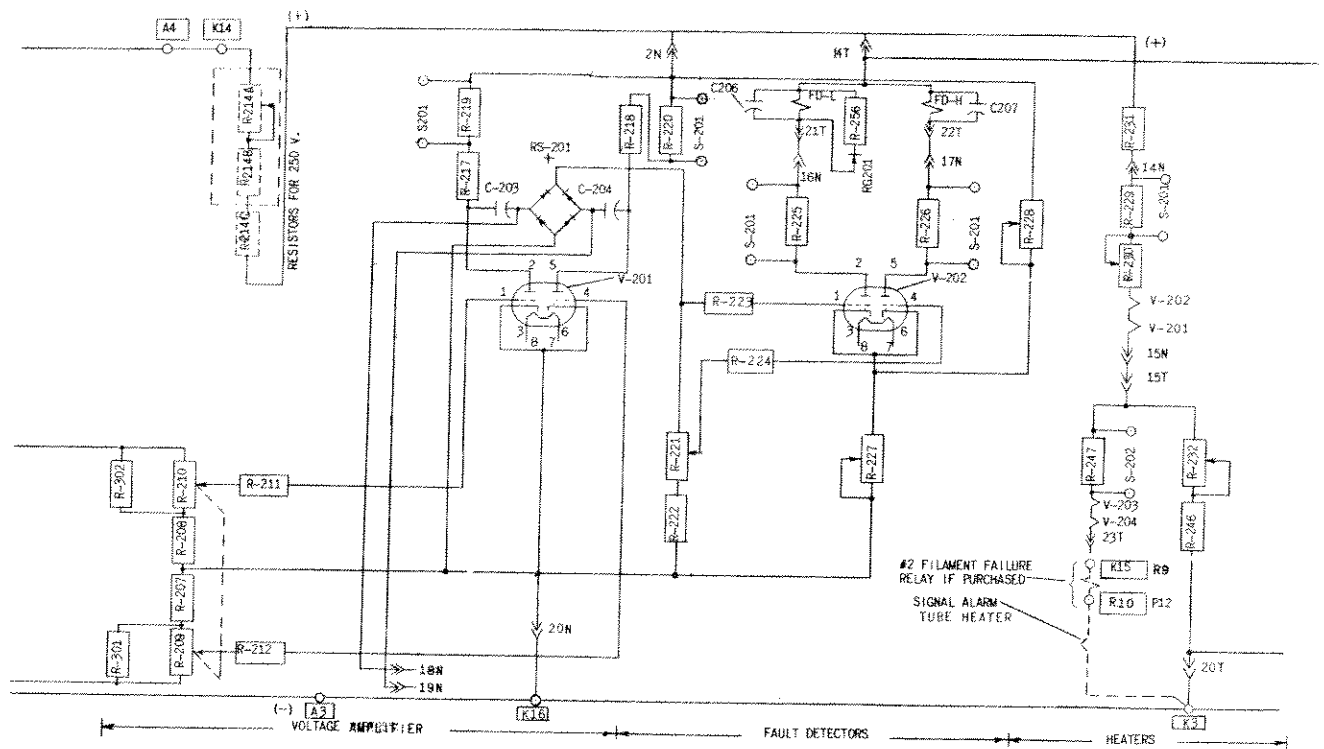 A4 K14
(+)
(+)
2N
14T
R-214A
R-214B
R-214C
RESISTORS FOR 250 V.
S201
R-219
R-217
RS-201
+
C-203
C-204
R-218
R-220
S-201
C206
FD-L
21T
R-256
RG201
16N
FD-H
C207
22T
17N
S-201
R-225
R-226
S-201
R-228
R-231
14N
R-229
S-201
R-230
V-202
V-201
15N
15T
2 5
V-201
1 4
3 6
8 7
R-223
R-224
2 5
V-202
1 4
3 6
8 7
R-302
R-210
R-211
R-208
R-207
R-301
R-209
R-212
R-221
R-222
R-227
R-247
S-202
R-232
V-203
V-204
23T
R-246
#2 FILAMENT FAILURE
RELAY IF PURCHASED
K15 R9
R10 P12
SIGNAL ALARM
TUBE HEATER
20N
18N
19N
20T
(-)
A3
K16
K3
VOLTAGE AMPLIFIER
FAULT DETECTORS
HEATERS